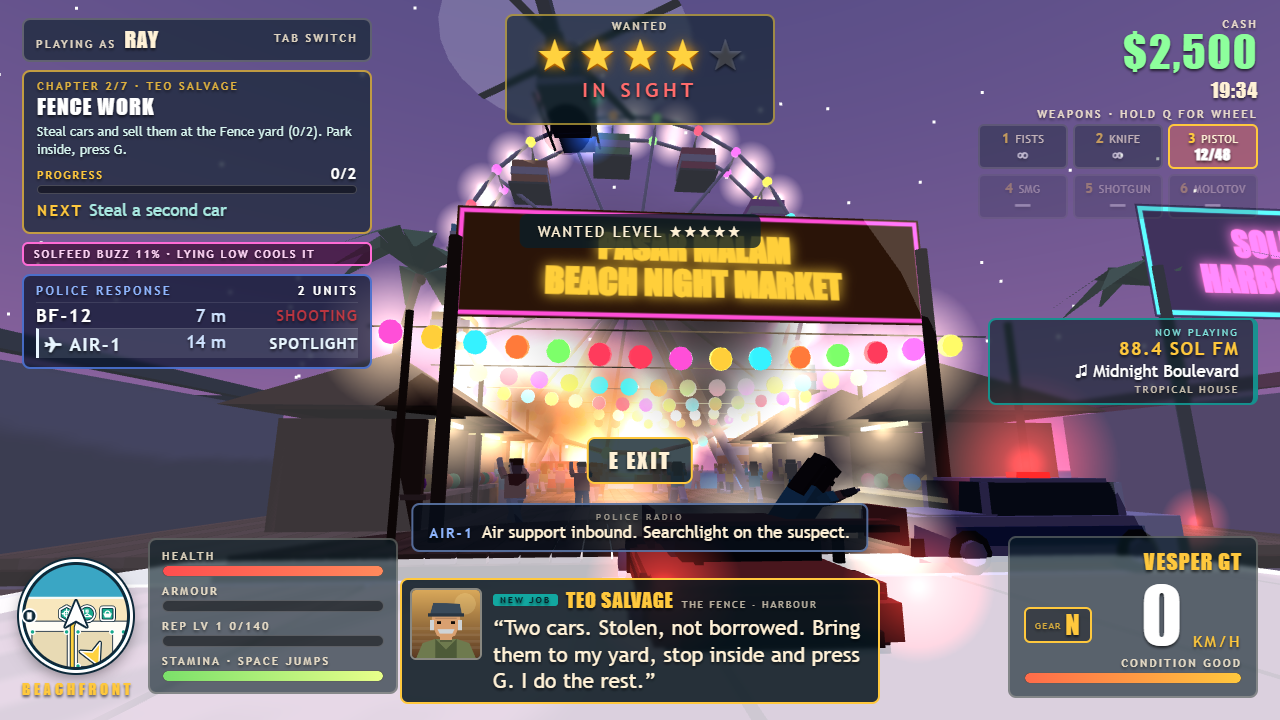 PLAYING AS RAY TAB SWITCH
CHAPTER 2/7 · TEO SALVAGE
FENCE WORK
Steal cars and sell them at the Fence yard (0/2). Park
inside, press G.
PROGRESS 0/2
NEXT Steal a second car
SOLFEED BUZZ 11% · LYING LOW COOLS IT
POLICE RESPONSE 2 UNITS
BF-12 7 m SHOOTING
AIR-1 14 m SPOTLIGHT
WANTED
IN SIGHT
WANTED LEVEL ★★★★★
PASAR MALAM
BEACH NIGHT MARKET
CASH
$2,500
19:34
WEAPONS · HOLD Q FOR WHEEL
1 FISTS
∞
2 KNIFE
∞
3 PISTOL
12/48
4 SMG
—
5 SHOTGUN
—
6 MOLOTOV
—
HARBO
NOW PLAYING
88.4 SOL FM
♫ Midnight Boulevard
TROPICAL HOUSE
E EXIT
POLICE RADIO
AIR-1 Air support inbound. Searchlight on the suspect.
NEW JOB TEO SALVAGE THE FENCE · HARBOUR
“Two cars. Stolen, not borrowed. Bring
them to my yard, stop inside and press
G. I do the rest.”
HEALTH
ARMOUR
REP LV 1 0/140
STAMINA · SPACE JUMPS
BEACHFRONT
VESPER GT
GEAR N
0 KM/H
CONDITION GOOD